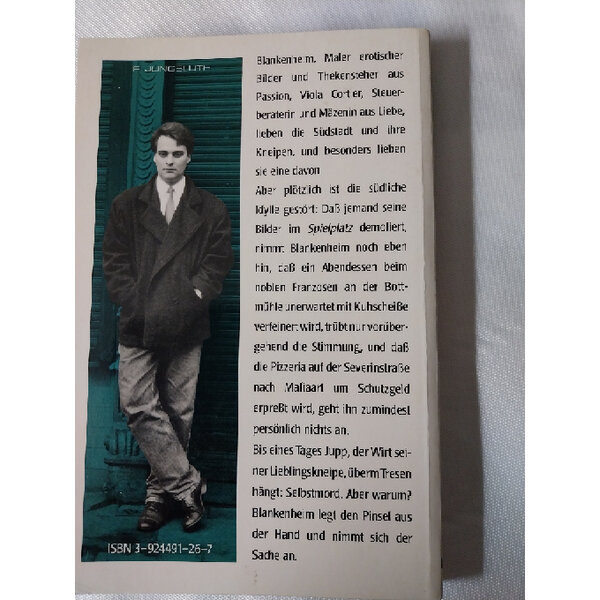 F. JUNGBLUTH
Blankenheim, Maler erotischer
Bilder und Thekensteher aus
Passion, Viola Cortier, Steuer-
beraterin und Mäzenin aus Liebe,
lieben die Südstadt und ihre
Kneipen, und besonders lieben
sie eine davon
Aber plötzlich ist die südliche
Idylle gestört: Daß jemand seine
Bilder im Spielplatz demoliert,
nimmt Blankenheim noch eben
hin, daß ein Abendessen beim
noblen Franzosen an der Bott-
mühle unerwartet mit Kuhscheiße
verfeinert wird, trübt nur vorüber-
gehend die Stimmung, und daß
die Pizzeria auf der Severinstraße
nach Mafiaart um Schutzgeld
erpreßt wird, geht ihn zumindest
persönlich nichts an.
Bis eines Tages Jupp, der Wirt sei-
ner Lieblingskneipe, überm Tresen
hängt: Selbstmord. Aber warum?
Blankenheim legt den Pinsel aus
der Hand und nimmt sich der
Sache an.
ISBN 3-924491-26-7